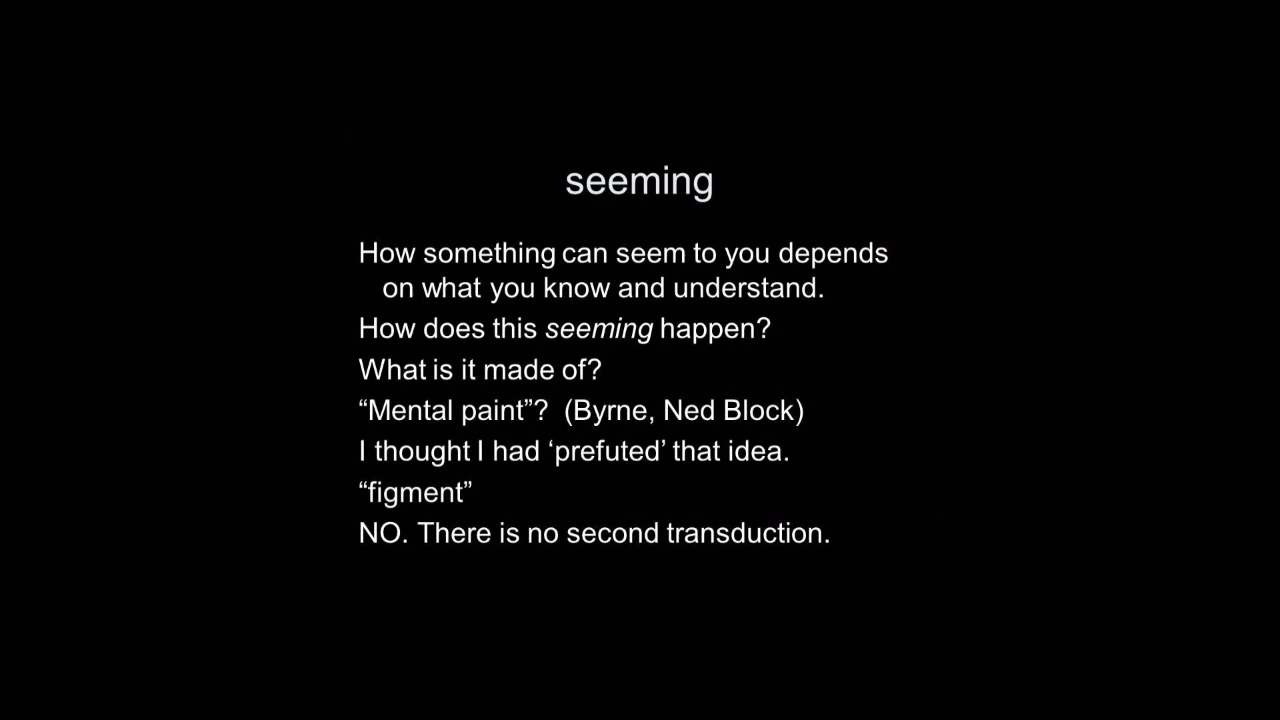 seeming
How something can seem to you depends
on what you know and understand.
How does this seeming happen?
What is it made of?
“Mental paint”?  (Byrne, Ned Block)
I thought I had ‘prefuted’ that idea.
“figment”
NO. There is no second transduction.